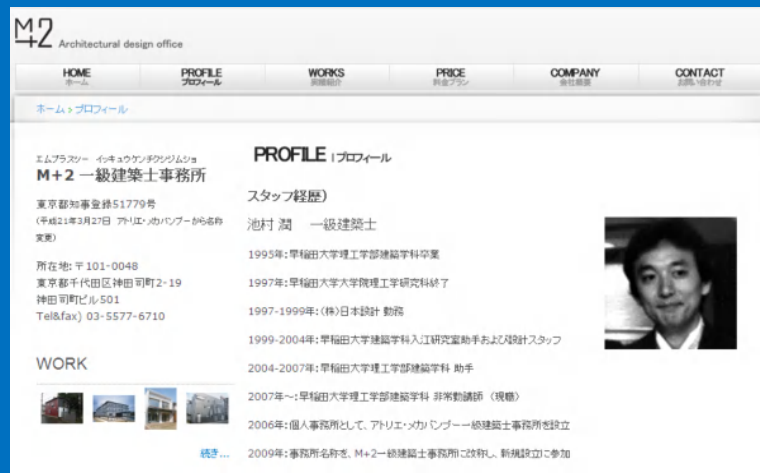 M+2 Architectural design office
HOME PROFILE WORKS PRICE COMPANY CONTACT
ホーム プロフィール 実績紹介 料金プラン 会社概要 お問い合わせ
ホーム > プロフィール
エムプラスツー イッキュウケンチクシジムショ
M+2 一級建築士事務所
東京都知事登録51779号
(平成21年3月27日 アトリエ・メカバンブーから名称
変更)
所在地:〒101-0048
東京都千代田区神田司町2-19
神田司町ビル501
Tel&fax) 03-5577-6710
WORK
続き...
PROFILE | プロフィール
スタッフ経歴)
池村 潤 一級建築士
1995年:早稲田大学理工学部建築学科卒業
1997年:早稲田大学大学院理工学研究科終了
1997-1999年:(株)日本設計 勤務
1999-2004年:早稲田大学建築学科入江研究室助手および設計スタッフ
2004-2007年:早稲田大学理工学部建築学科 助手
2007年~:早稲田大学理工学部建築学科 非常勤講師 (現職)
2006年:個人事務所として、アトリエ・メカバンブー一級建築士事務所を設立
2009年:事務所名称を、M+2一級建築士事務所に改称し、新規設立に参加